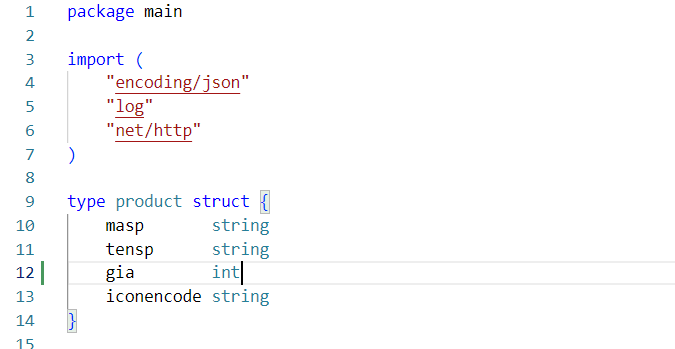 1 package main
2
3 import (
4 "encoding/json"
5 "log"
6 "net/http"
7 )
8
9 type product struct {
10 masp string
11 tensp string
12 gia int
13 iconencode string
14 }
15